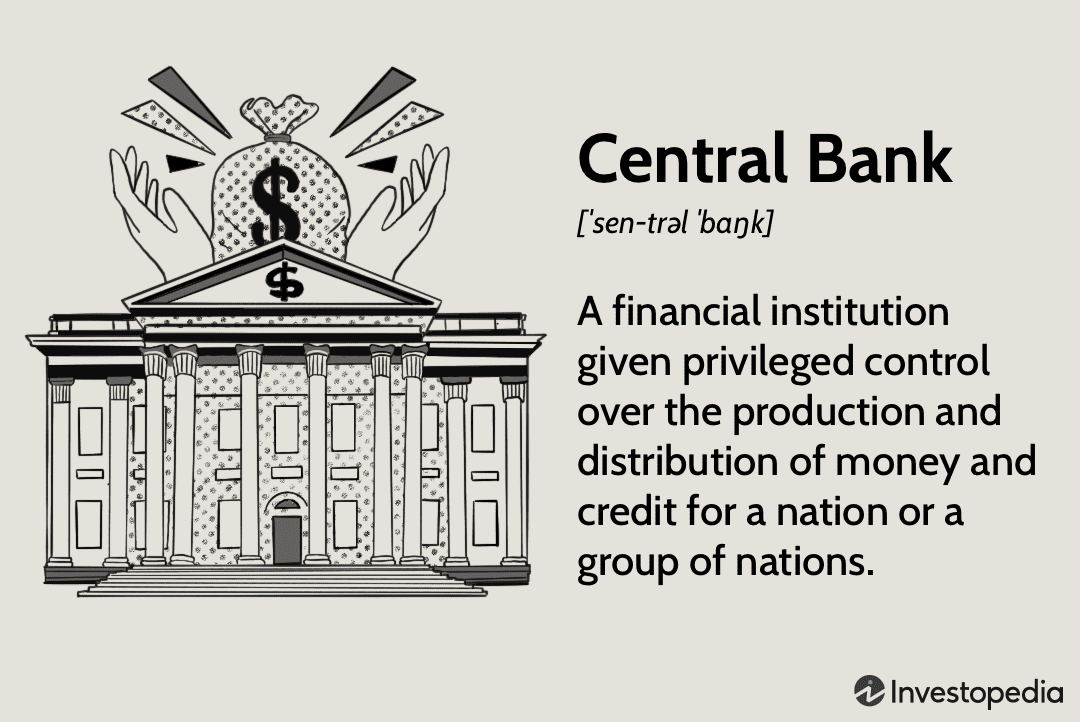 $
$
Central Bank
[ˈsen-trəl ˈbaŋk]
A financial institution
given privileged control
over the production and
distribution of money and
credit for a nation or a
group of nations.
Investopedia